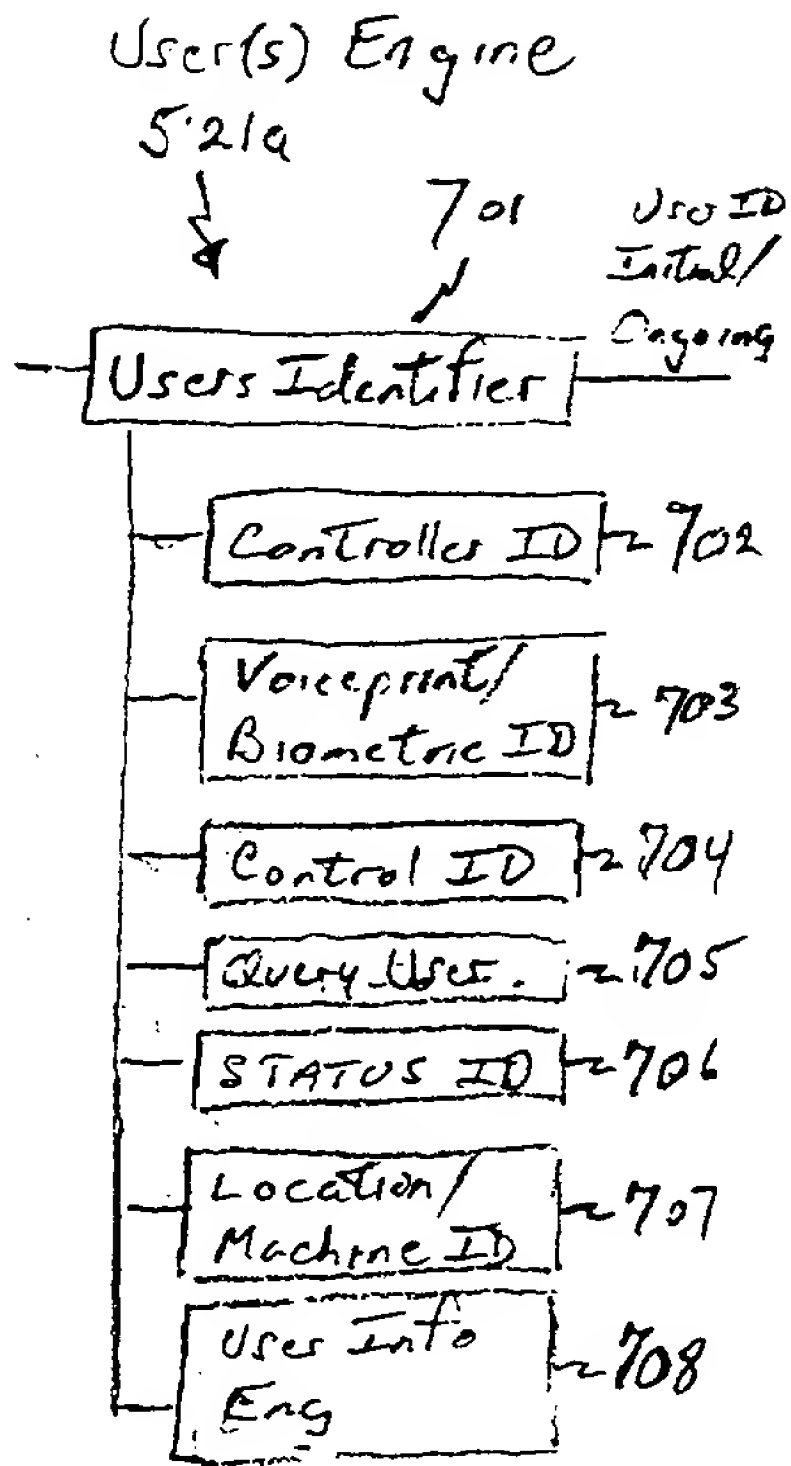 User(s) Engine
521a
701
User ID
Initial/
Ongoing
Users Identifier
Controller ID
702
Voiceprint/
Biometric ID
703
Control ID
704
Query User.
705
STATUS ID
706
Location/
Machine ID
707
User Info
Eng
708